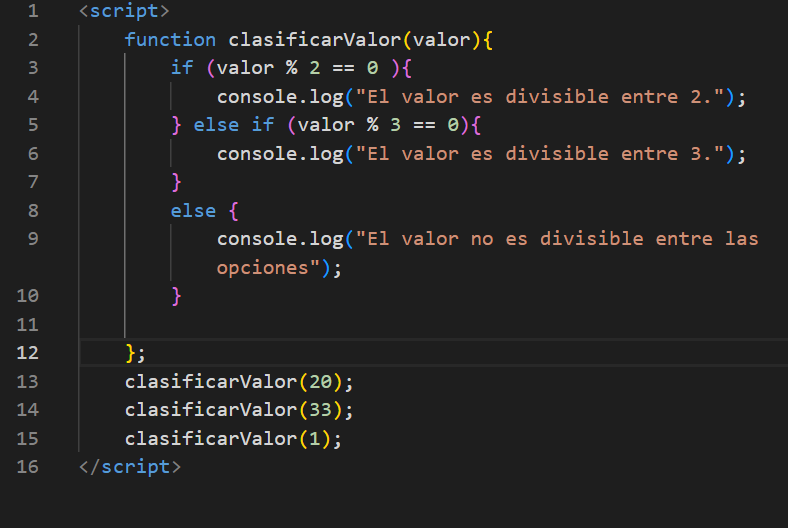 1 <script>
2 function clasificarValor(valor){
3 if (valor % 2 == 0 ){
4 console.log("El valor es divisible entre 2.");
5 } else if (valor % 3 == 0){
6 console.log("El valor es divisible entre 3.");
7 }
8 else {
9 console.log("El valor no es divisible entre las
opciones");
10 }
11
12 };
13 clasificarValor(20);
14 clasificarValor(33);
15 clasificarValor(1);
16 </script>